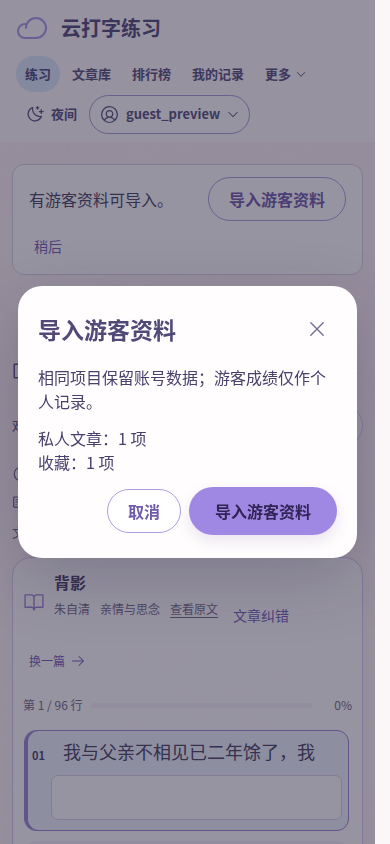 云打字练习
练习 文章库 排行榜 我的记录 更多
夜间 guest_preview
有游客资料可导入。 导入游客资料
稍后
导入游客资料
相同项目保留账号数据；游客成绩仅作个
人记录。
私人文章：1 项
收藏：1 项
取消 导入游客资料
背影
朱自清 亲情与思念 查看原文 文章纠错
换一篇
第 1 / 96 行 0%
01 我与父亲不相见已二年馀了，我